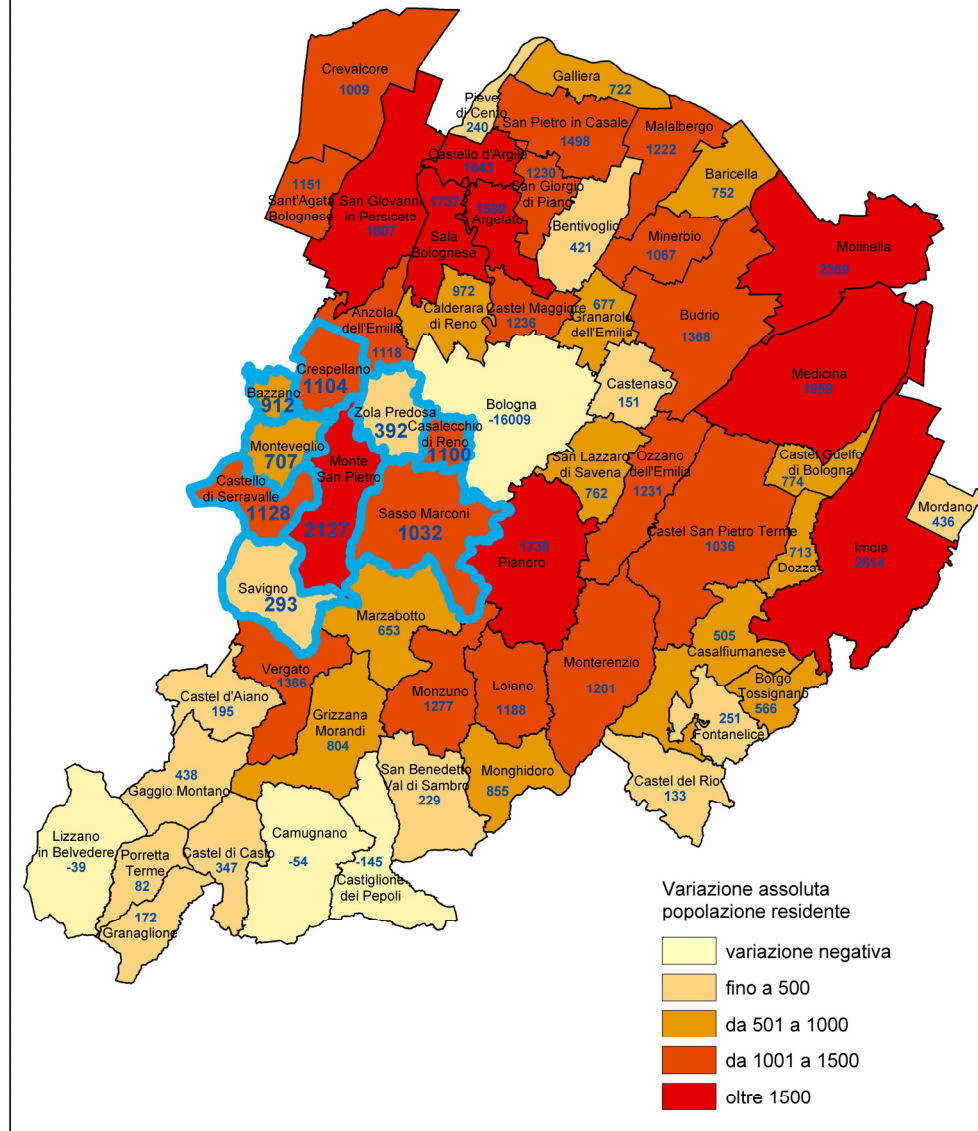 Crevalcore
1009
Galliera
722
Pieve
di Cento
240
San Pietro in Casale
1498
Malalbergo
1222
Castello d'Argile
1843
1230
San Giorgio
di Piano
Baricella
752
1151
Sant'Agata
Bolognese
San Giovanni
in Persiceto
1807
1737
Sala
Bolognese
1580
Argelato
Bentivoglio
421
Minerbio
1067
Molinella
2369
972
Calderara
di Reno
Castel Maggiore
1236
677
Granarolo
dell'Emilia
Budrio
1368
Anzola
dell'Emilia
1118
Crespellano
1104
Bazzano
912
Zola Predosa
392
Casalecchio
di Reno
1100
Bologna
-16009
Castenaso
151
Medicina
1959
Monteveglio
707
Monte
San Pietro
2127
San Lazzaro
di Savena
762
Ozzano
dell'Emilia
1231
Castel Guelfo
di Bologna
774
Castello
di Serravalle
1128
Sasso Marconi
1032
Castel San Pietro Terme
1036
Mordano
436
1738
Pianoro
713
Dozza
Imola
2614
Savigno
293
Marzabotto
653
505
Casalfiumanese
Vergato
1366
Monzuno
1277
Loiano
1188
Monterenzio
1201
Borgo
Tossignano
566
Castel d'Aiano
195
Grizzana
Morandi
804
251
Fontanelice
438
Gaggio Montano
San Benedetto
Val di Sambro
229
Monghidoro
855
Castel del Rio
133
Lizzano
in Belvedere
-39
Porretta
Terme
82
Castel di Casio
347
Camugnano
-54
-145
Castiglione
dei Pepoli
172
Granaglione
Variazione assoluta
popolazione residente
variazione negativa
fino a 500
da 501 a 1000
da 1001 a 1500
oltre 1500